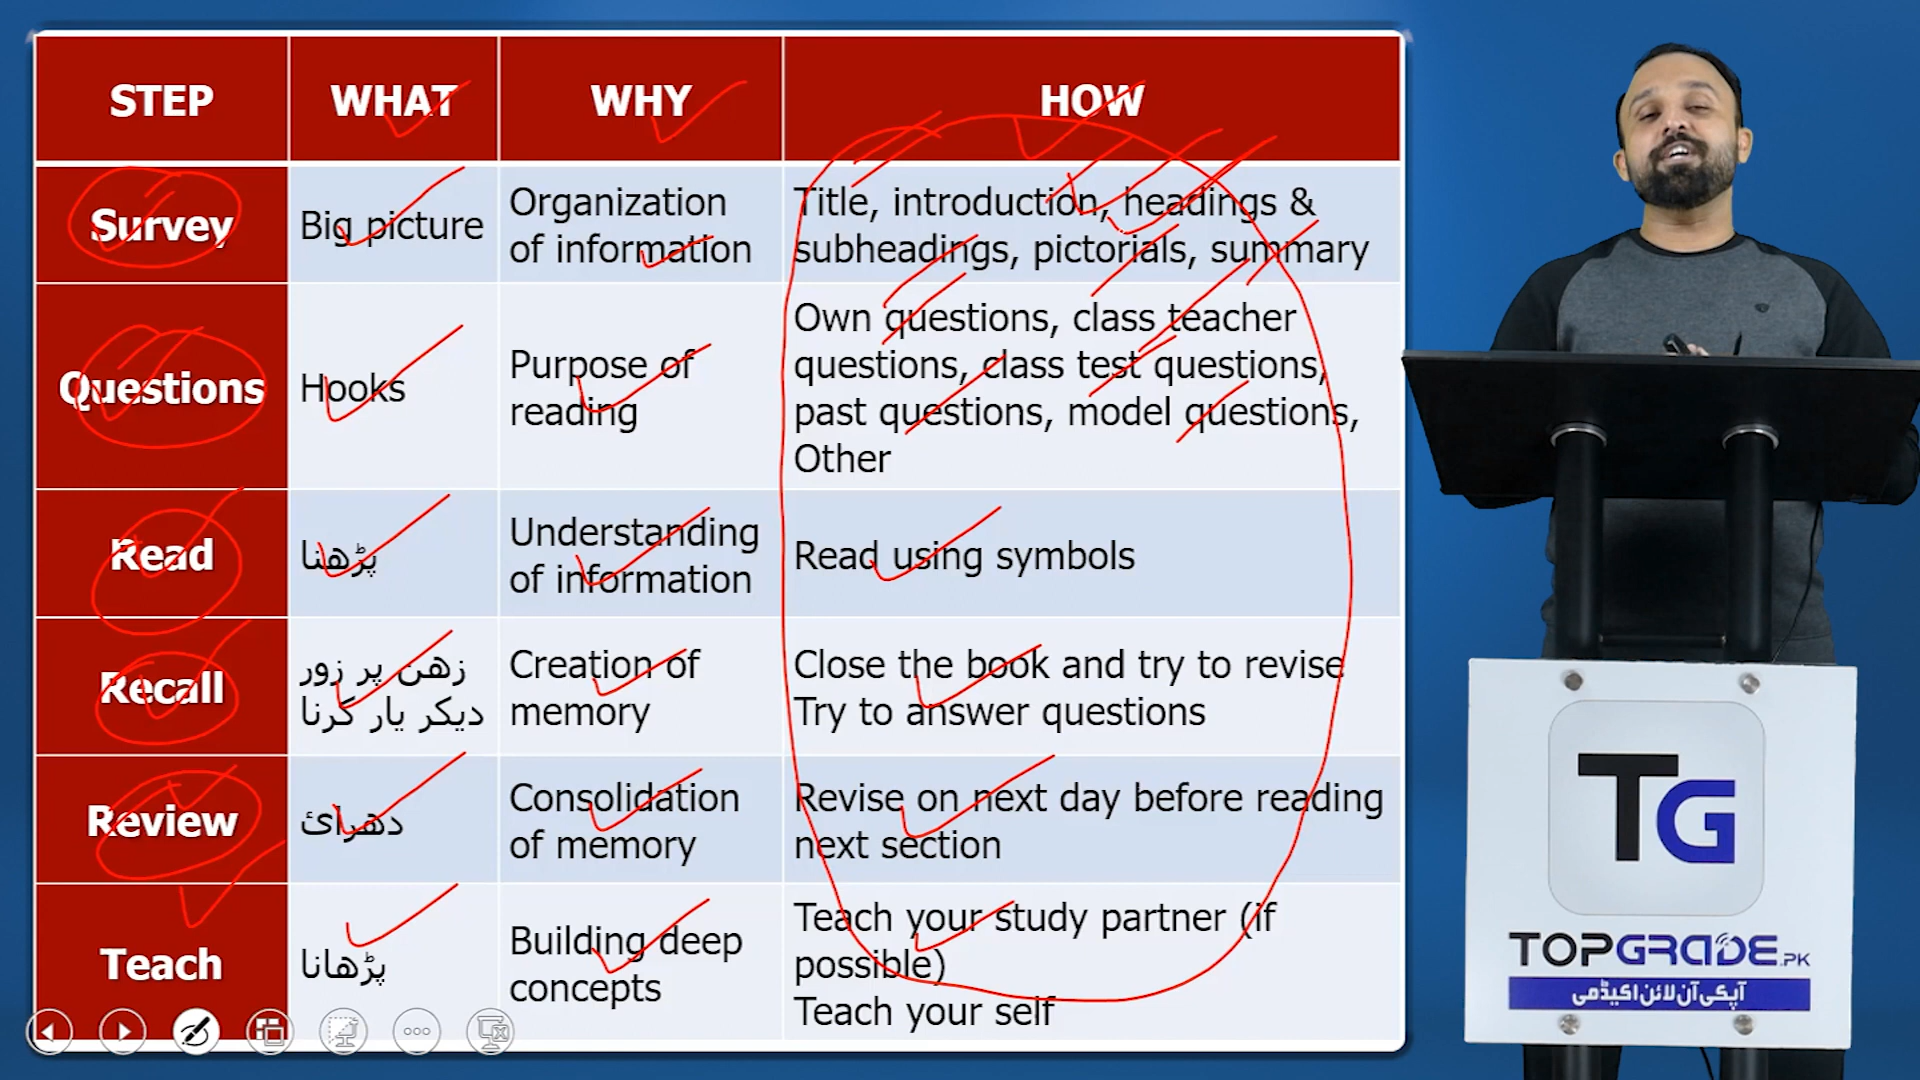 STEP
WHAT
WHY
HOW
Survey
Big picture
Organization
of information
Title, introduction, headings &
subheadings, pictorials, summary
Questions
Hooks
Purpose of
reading
Own questions, class teacher
questions, class test questions,
past questions, model questions,
Other
Read
پڑھنا
Understanding
of information
Read using symbols
Recall
زھن پر زور
دیکر یار کرنا
Creation of
memory
Close the book and try to revise
Try to answer questions
Review
دھرائ
Consolidation
of memory
Revise on next day before reading
next section
Teach
پڑھانا
Building deep
concepts
Teach your study partner (if
possible)
Teach your self
TG
TOPGRADE.PK
آپکی آن لائن اکیڈمی